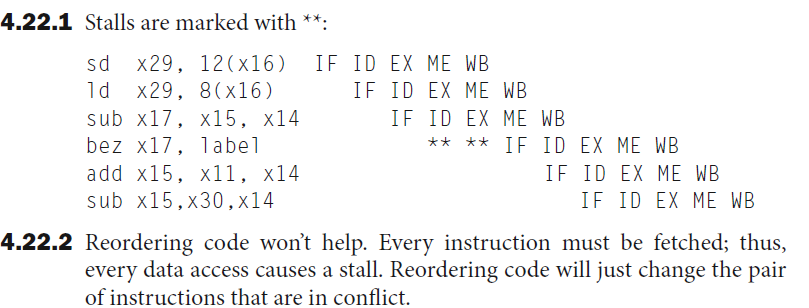 4.22.1 Stalls are marked with **:
sd x29, 12(x16) IF ID EX ME WB
ld x29, 8(x16) IF ID EX ME WB
sub x17, x15, x14 IF ID EX ME WB
bez x17, label ** ** IF ID EX ME WB
add x15, x11, x14 IF ID EX ME WB
sub x15,x30,x14 IF ID EX ME WB
4.22.2 Reordering code won’t help. Every instruction must be fetched; thus,
every data access causes a stall. Reordering code will just change the pair
of instructions that are in conflict.